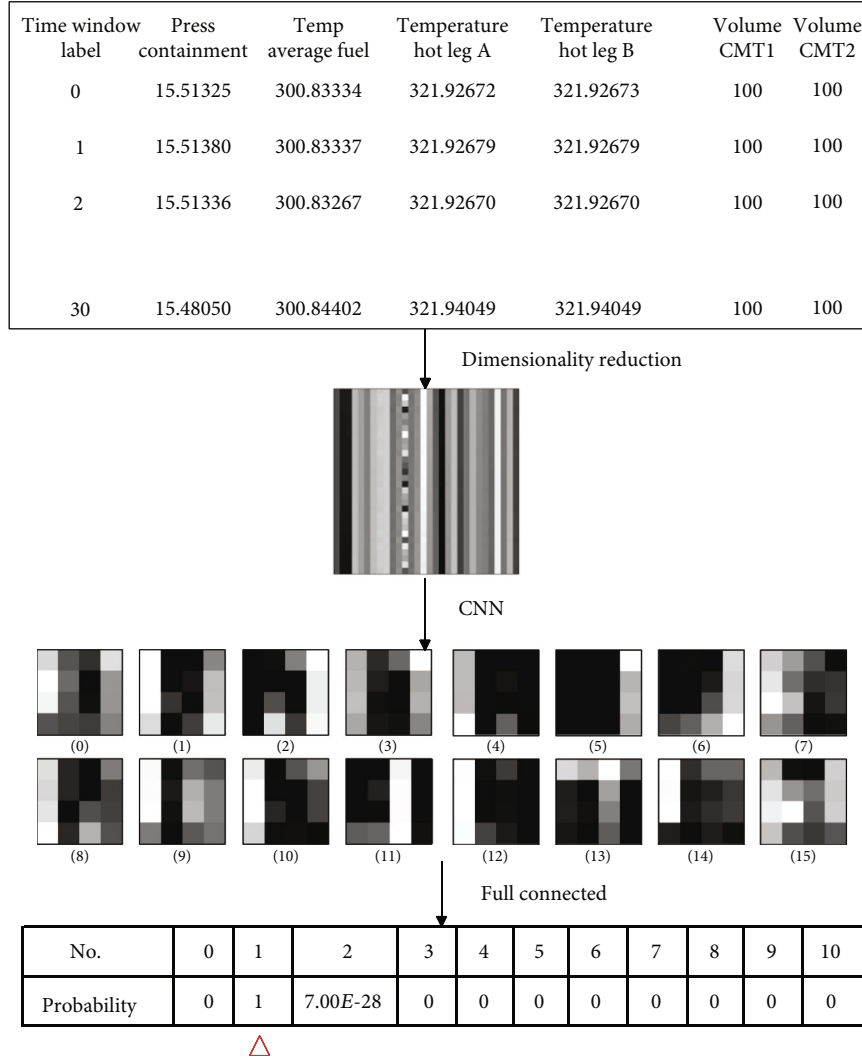 Time window Press Temp Temperature Temperature Volume Volume
label containment average fuel hot leg A hot leg B CMT1 CMT2
0 15.51325 300.83334 321.92672 321.92673 100 100
1 15.51380 300.83337 321.92679 321.92679 100 100
2 15.51336 300.83267 321.92670 321.92670 100 100
30 15.48050 300.84402 321.94049 321.94049 100 100
Dimensionality reduction
CNN
(0) (1) (2) (3) (4) (5) (6) (7)
(8) (9) (10) (11) (12) (13) (14) (15)
Full connected
No. 0 1 2 3 4 5 6 7 8 9 10
Probability 0 1 7.00E-28 0 0 0 0 0 0 0 0